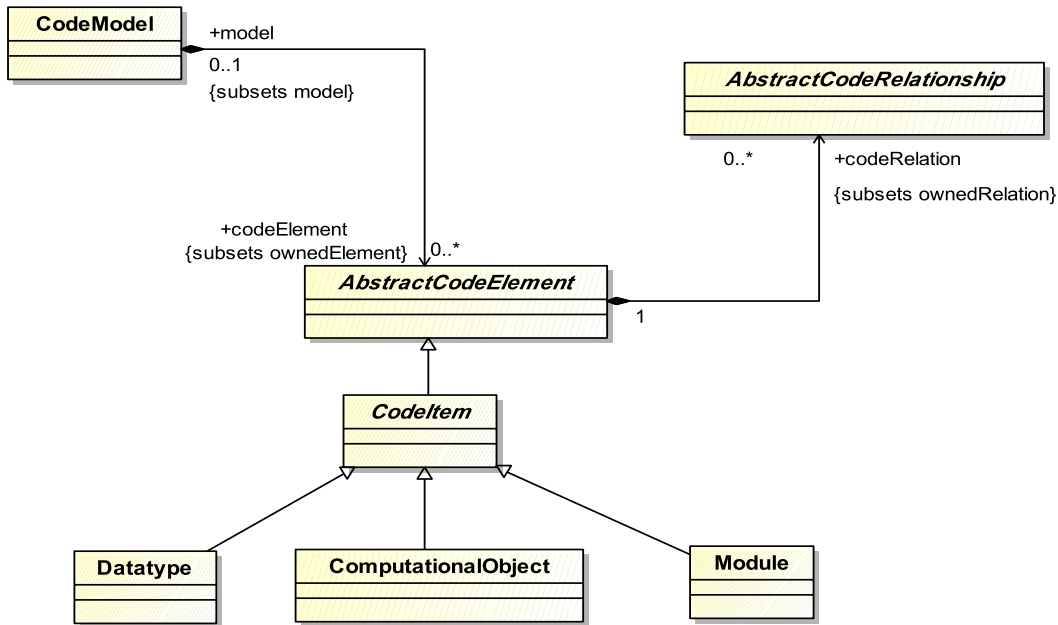 CodeModel
+model
0..1
{subsets model}
AbstractCodeRelationship
0..*
+codeRelation
{subsets ownedRelation}
+codeElement
{subsets ownedElement}
0..*
AbstractCodeElement
1
CodeItem
Datatype
ComputationalObject
Module